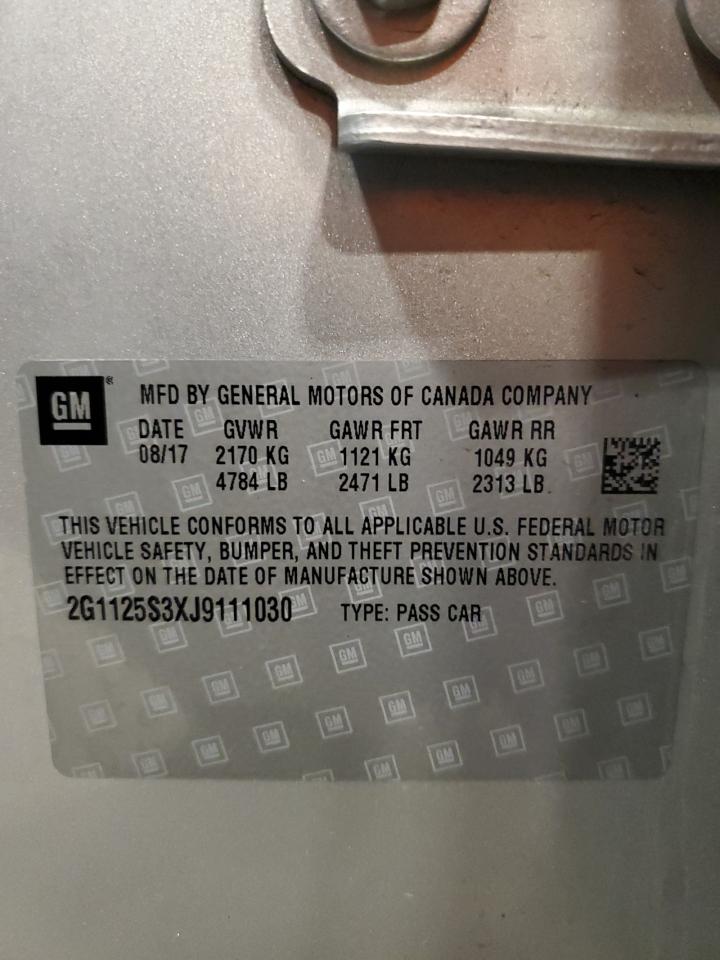 GM®
MFD BY GENERAL MOTORS OF CANADA COMPANY
DATE GVWR GAWR FRT GAWR RR
08/17 2170 KG 1121 KG 1049 KG
4784 LB 2471 LB 2313 LB
THIS VEHICLE CONFORMS TO ALL APPLICABLE U.S. FEDERAL MOTOR
VEHICLE SAFETY, BUMPER, AND THEFT PREVENTION STANDARDS IN
EFFECT ON THE DATE OF MANUFACTURE SHOWN ABOVE.
2G1125S3XJ9111030 TYPE: PASS CAR